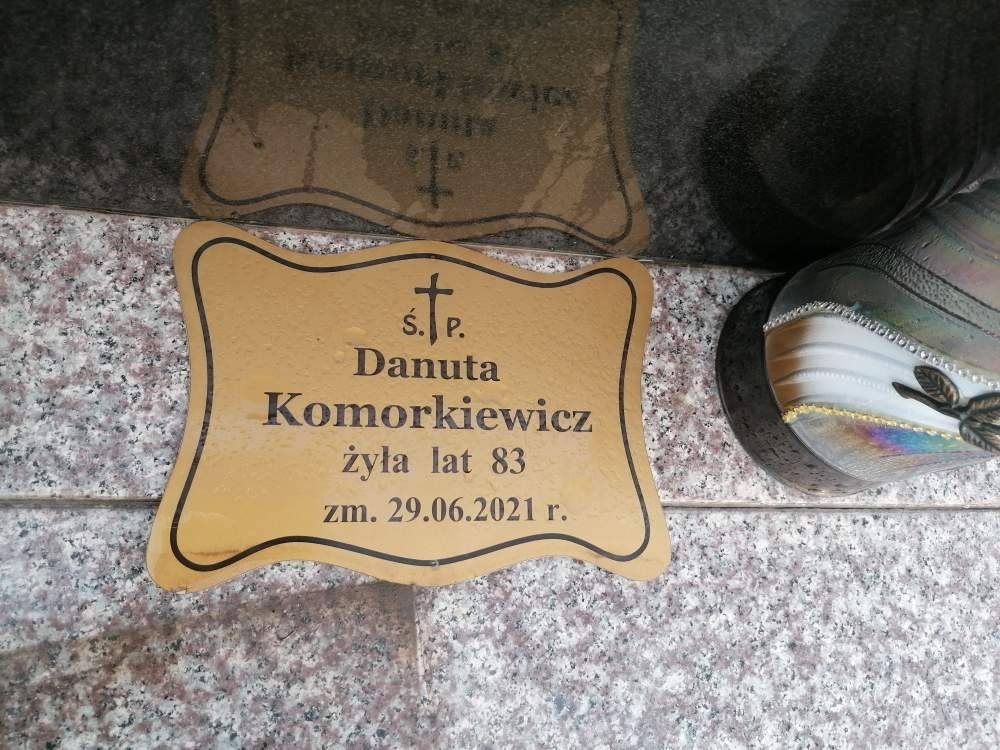 Ś. P.
Danuta
Komorkiewicz
żyła lat 83
zm. 29.06.2021 r.